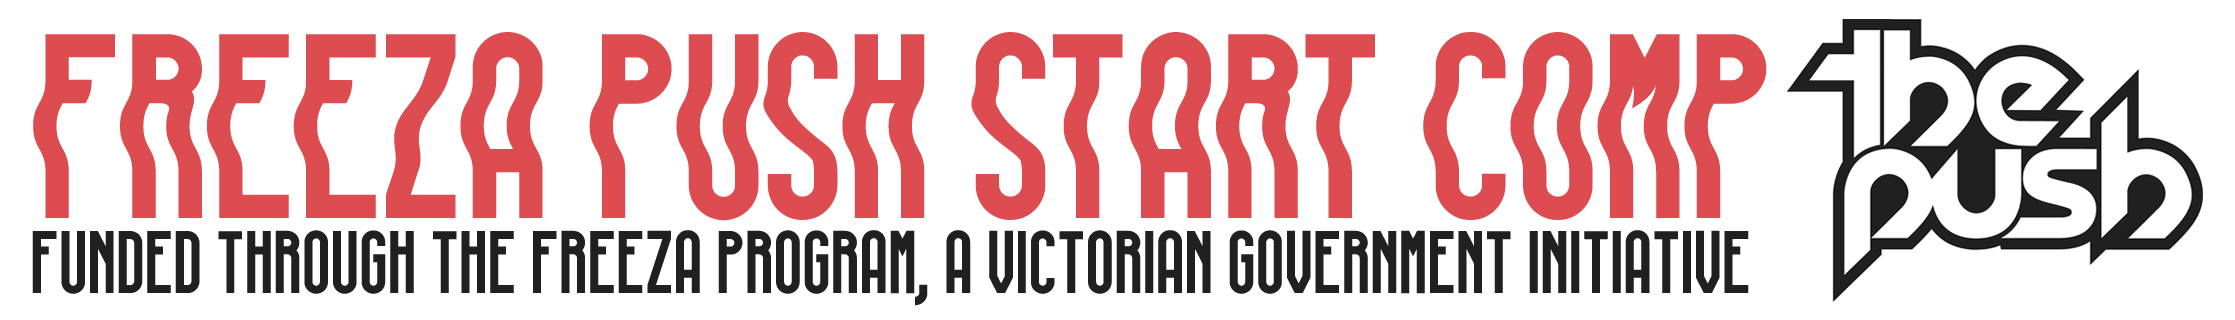 FREEZA PUSH START COMP
FUNDED THROUGH THE FREEZA PROGRAM, A VICTORIAN GOVERNMENT INITIATIVE
the
push